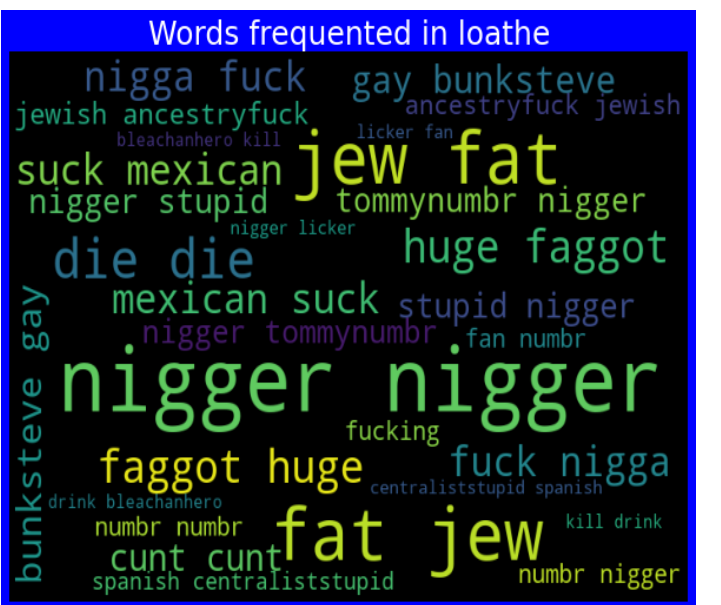 Words frequented in loathe
nigga fuck
gay bunksteve
jewish ancestryfuck
ancestryfuck jewish
bleachanhero kill
licker fan
suck mexican
jew fat
nigger stupid
tommynumbr nigger
nigger licker
die die
huge faggot
mexican suck
stupid nigger
nigger tommynumbr
fan numbr
bunksteve gay
nigger nigger
fucking
faggot huge
fuck nigga
centraliststupid spanish
drink bleachanhero
numbr numbr
fat jew
kill drink
cunt cunt
spanish centraliststupid
numbr nigger